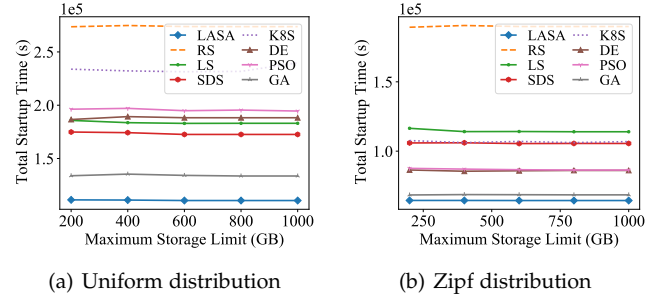 1e5
1e5
LASA K8S
RS DE
LS PSO
SDS GA
LASA K8S
RS DE
LS PSO
SDS GA
Total Startup Time (s)
2.5
2.0
1.5
Total Startup Time (s)
1.5
1.0
200 400 600 800 1000
250 500 750 1000
Maximum Storage Limit (GB)
Maximum Storage Limit (GB)
(a) Uniform distribution
(b) Zipf distribution